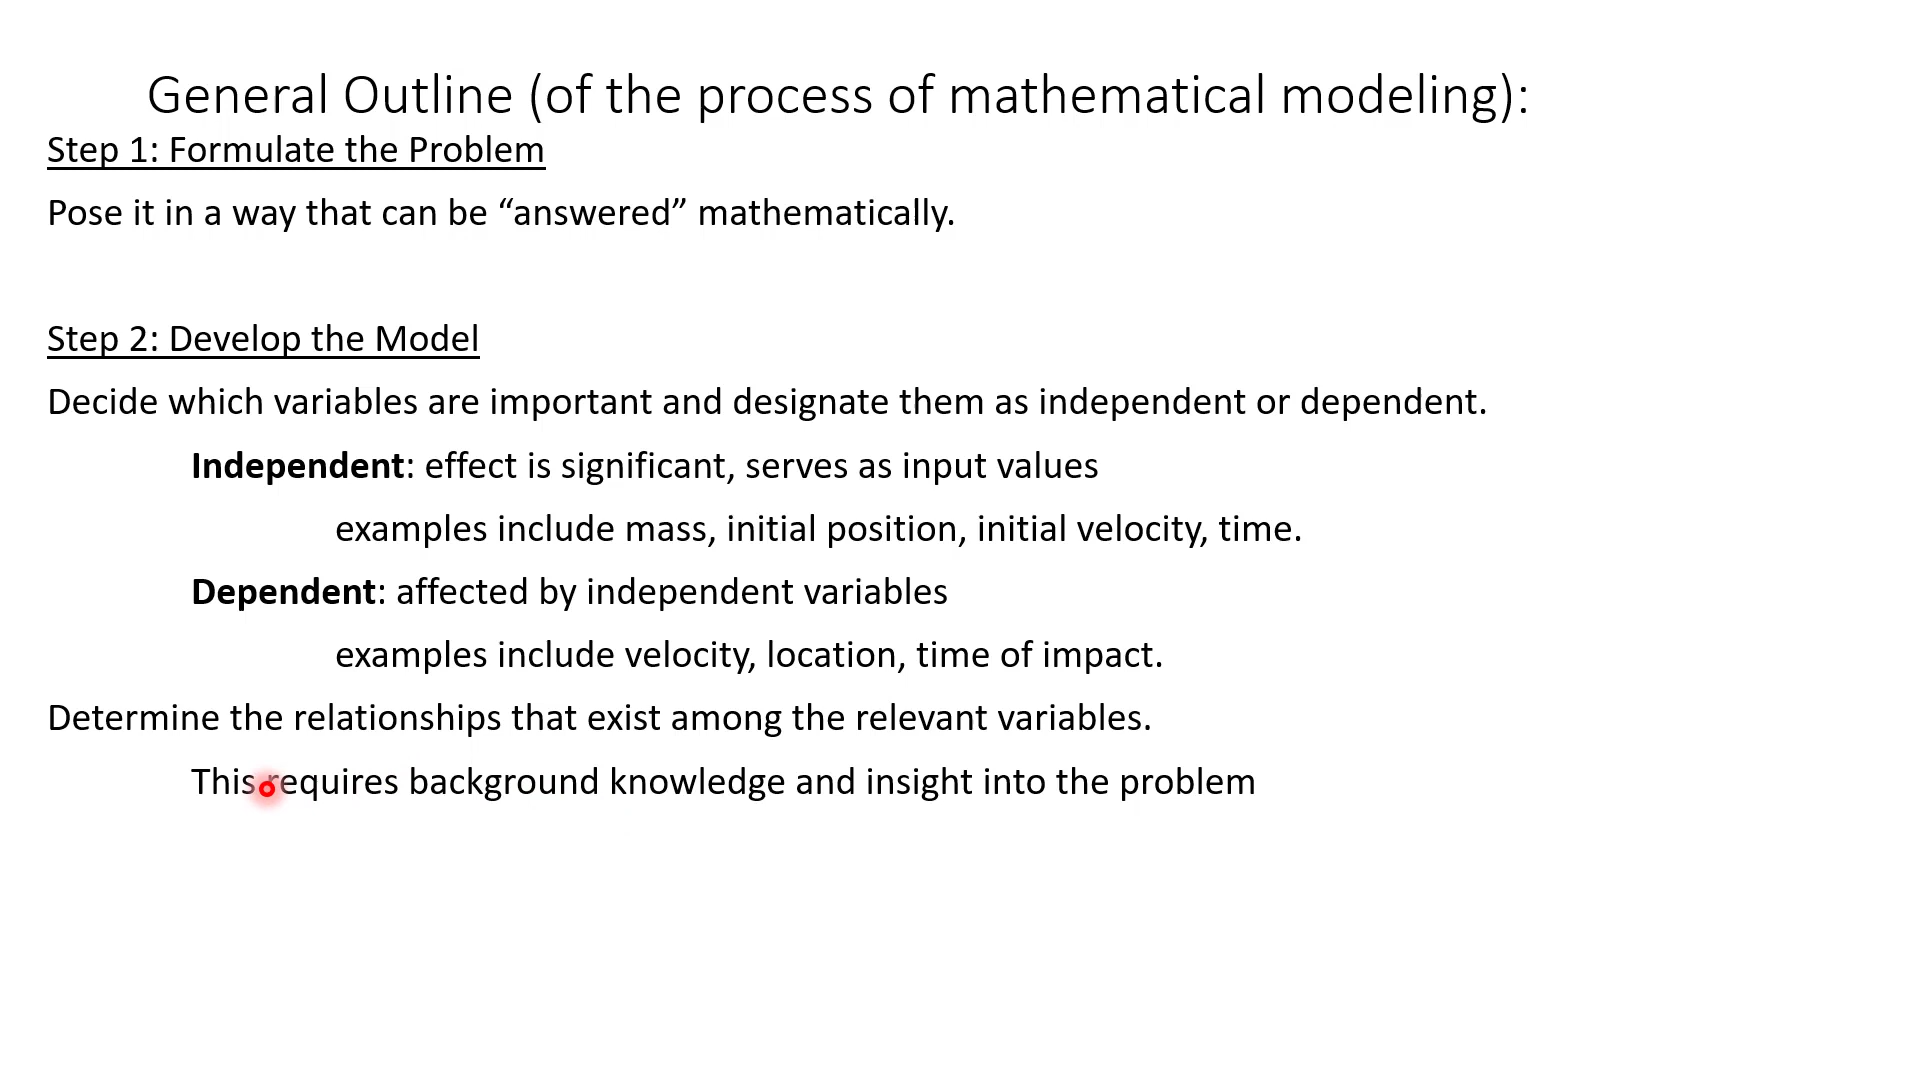 General Outline (of the process of mathematical modeling):
Step 1: Formulate the Problem
Pose it in a way that can be “answered” mathematically.
Step 2: Develop the Model
Decide which variables are important and designate them as independent or dependent.
Independent: effect is significant, serves as input values
examples include mass, initial position, initial velocity, time.
Dependent: affected by independent variables
examples include velocity, location, time of impact.
Determine the relationships that exist among the relevant variables.
This requires background knowledge and insight into the problem